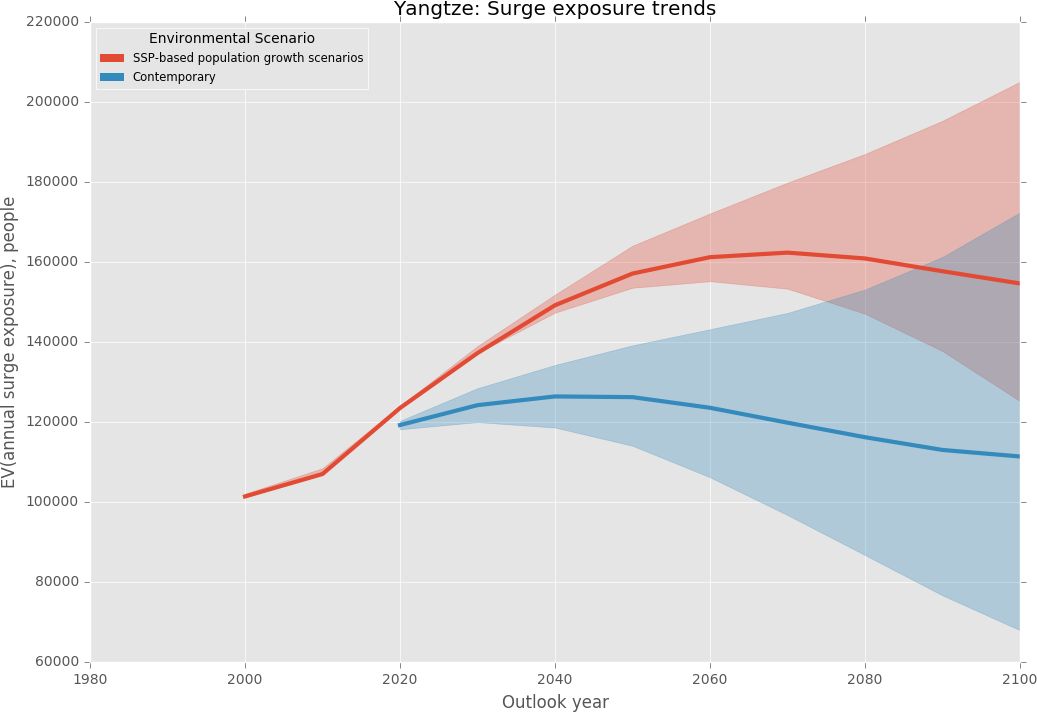 Yangtze: Surge exposure trends
Environmental Scenario
SSP-based population growth scenarios
Contemporary
EV(annual surge exposure), people
220000
200000
180000
160000
140000
120000
100000
80000
60000
1980 2000 2020 2040 2060 2080 2100
Outlook year